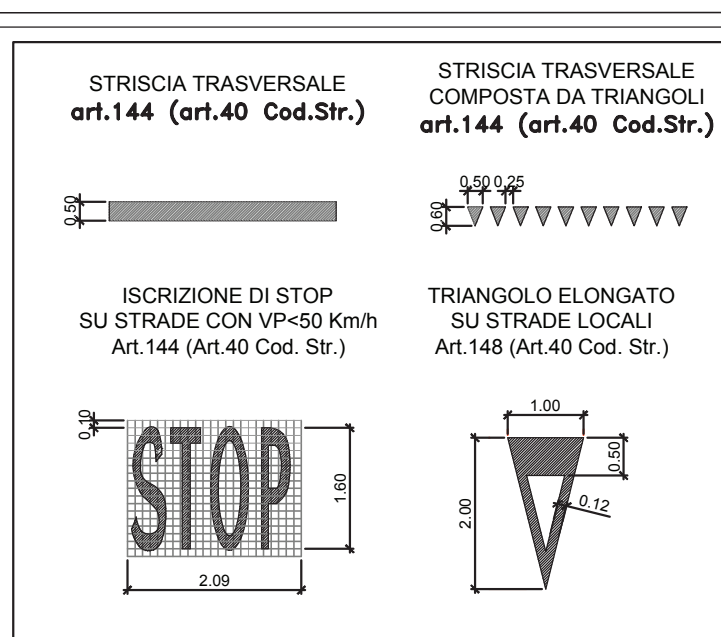 STRISCIA TRASVERSALE
art.144 (art.40 Cod.Str.)
0.50
STRISCIA TRASVERSALE
COMPOSTA DA TRIANGOLI
art.144 (art.40 Cod.Str.)
0.50 0.25
0.60
ISCRIZIONE DI STOP
SU STRADE CON VP<50 Km/h
Art.144 (Art.40 Cod. Str.)
0.10
STOP
1.60
2.09
TRIANGOLO ELONGATO
SU STRADE LOCALI
Art.148 (Art.40 Cod. Str.)
1.00
0.50
2.00
0.12